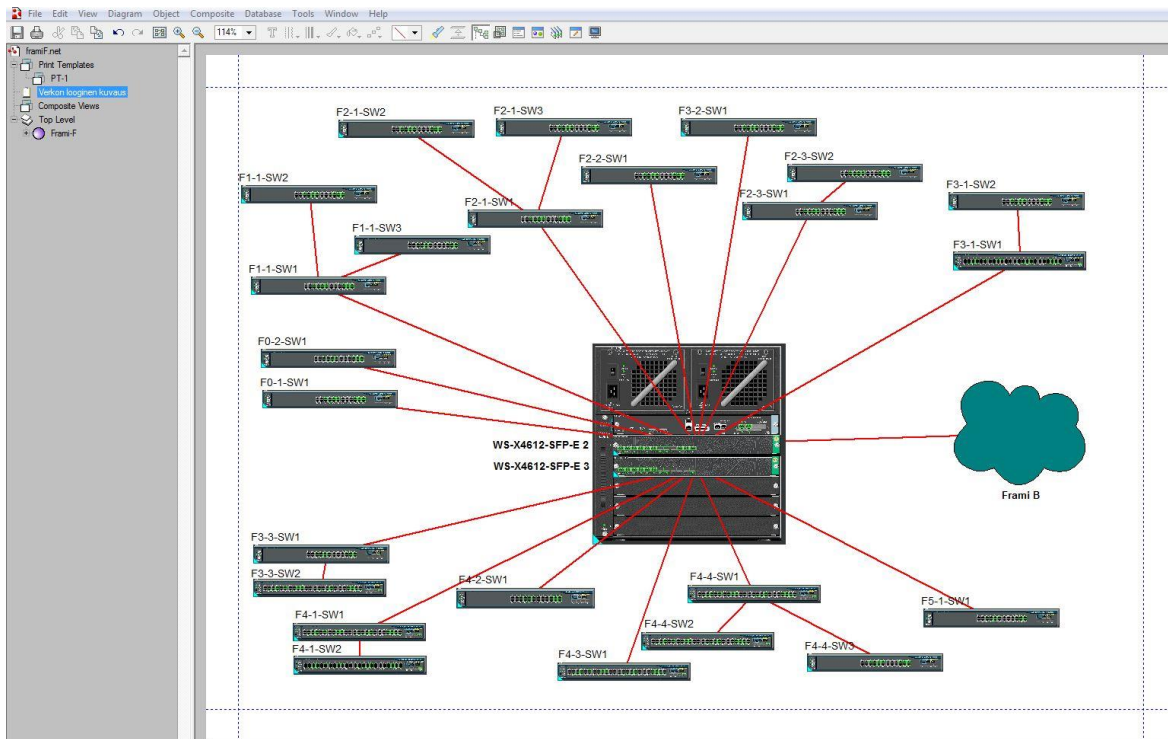 File Edit View Diagram Object Composite Database Tools Window Help
114%
framiF.net
Print Templates
PT-1
Verkon looginen kuvaus
Composite Views
Top Level
Frami-F
F2-1-SW2
F2-1-SW3
F3-2-SW1
F2-2-SW1
F2-3-SW2
F1-1-SW2
F3-1-SW2
F2-1-SW1
F2-3-SW1
F1-1-SW3
F3-1-SW1
F1-1-SW1
F0-2-SW1
F0-1-SW1
WS-X4612-SFP-E 2
WS-X4612-SFP-E 3
Frami B
F3-3-SW1
F3-3-SW2
F4-2-SW1
F4-4-SW1
F5-1-SW1
F4-1-SW1
F4-4-SW2
F4-1-SW2
F4-3-SW1
F4-4-SW3